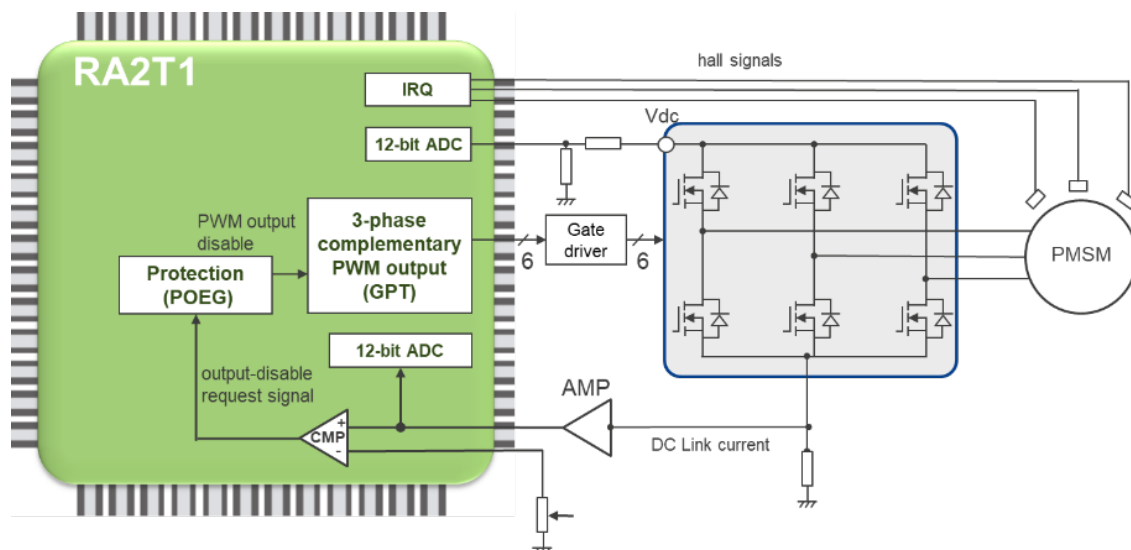 RA2T1
IRQ
hall signals
12-bit ADC
Vdc
PWM output
disable
3-phase
complementary
PWM output
(GPT)
6
Gate
driver
6
PMSM
Protection
(POEG)
12-bit ADC
output-disable
request signal
AMP
+
CMP
-
DC Link current